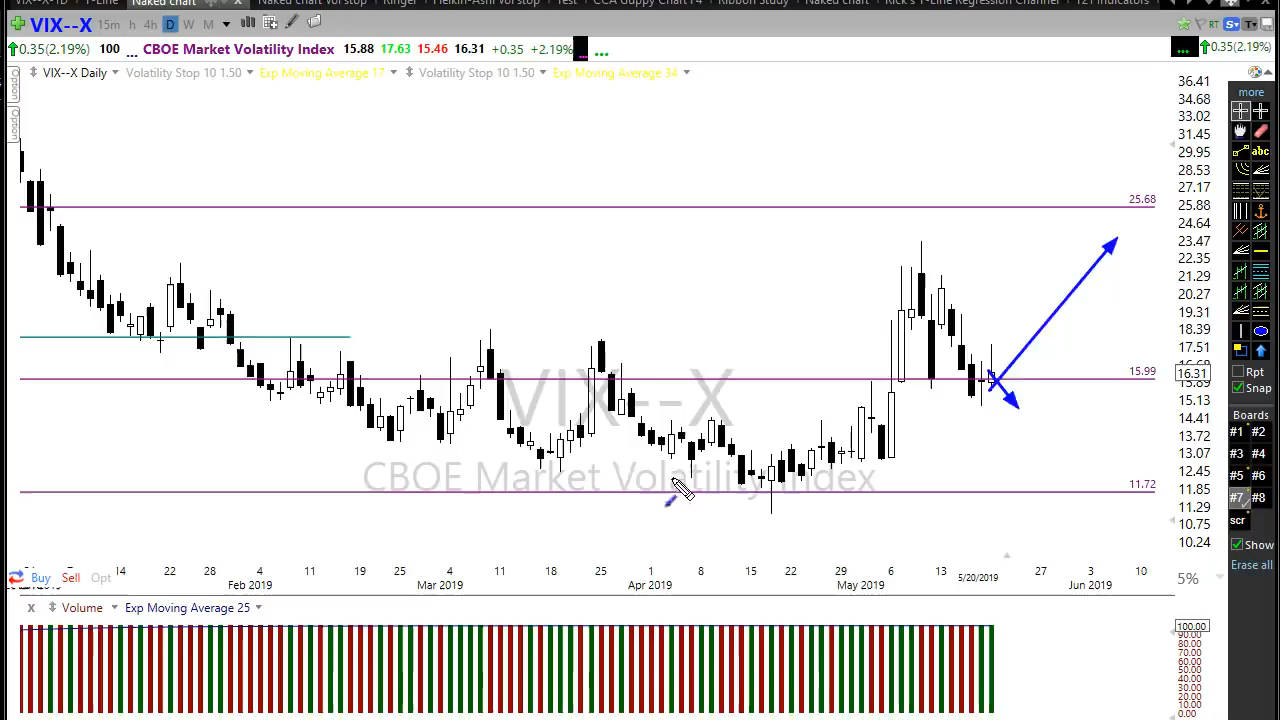 Naked chart
VIX--X 15m h 4h D W M RT S T
0.35(2.19%) 100 ... CBOE Market Volatility Index 15.88 17.63 15.46 16.31 +0.35 +2.19% ... ... ... 0.35(2.19%)
VIX--X Daily Volatility Stop 10 1.50 Exp Moving Average 17 Volatility Stop 10 1.50 Exp Moving Average 34
Option
Option
36.41
34.68
33.02
31.45
29.95
28.53
27.17
25.88
24.64
23.47
22.35
21.29
20.27
19.31
18.39
17.51
16.31
15.13
14.41
13.72
13.07
12.45
11.85
11.29
10.75
10.24
25.68
15.99
11.72
VIX--X
CBOE Market Volatility Index
more
abc
Rpt
Snap
Boards
#1 #2
#3 #4
#5 #6
#7 #8
scr
Show
Erase all
14 22 28 4 11 19 25 4 11 18 25 1 8 15 22 29 6 13 5/20/2019 27 3 10
Feb 2019 Mar 2019 Apr 2019 May 2019 Jun 2019
Buy Sell Opt
5%
X Volume Exp Moving Average 25
100.00
90.00
80.00
70.00
60.00
50.00
40.00
30.00
20.00
10.00
0.00